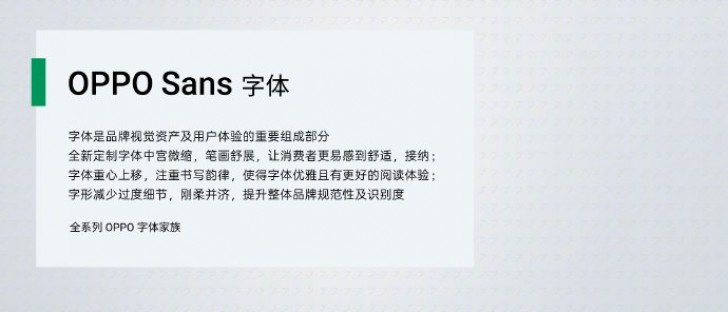 OPPO Sans 字体
字体是品牌视觉资产及用户体验的重要组成部分
全新定制字体中宫微缩，笔画舒展，让消费者更易感到舒适，接纳；
字体重心上移，注重书写韵律，使得字体优雅且有更好的阅读体验；
字形减少过度细节，刚柔并济，提升整体品牌规范性及识别度
全系列 OPPO 字体家族